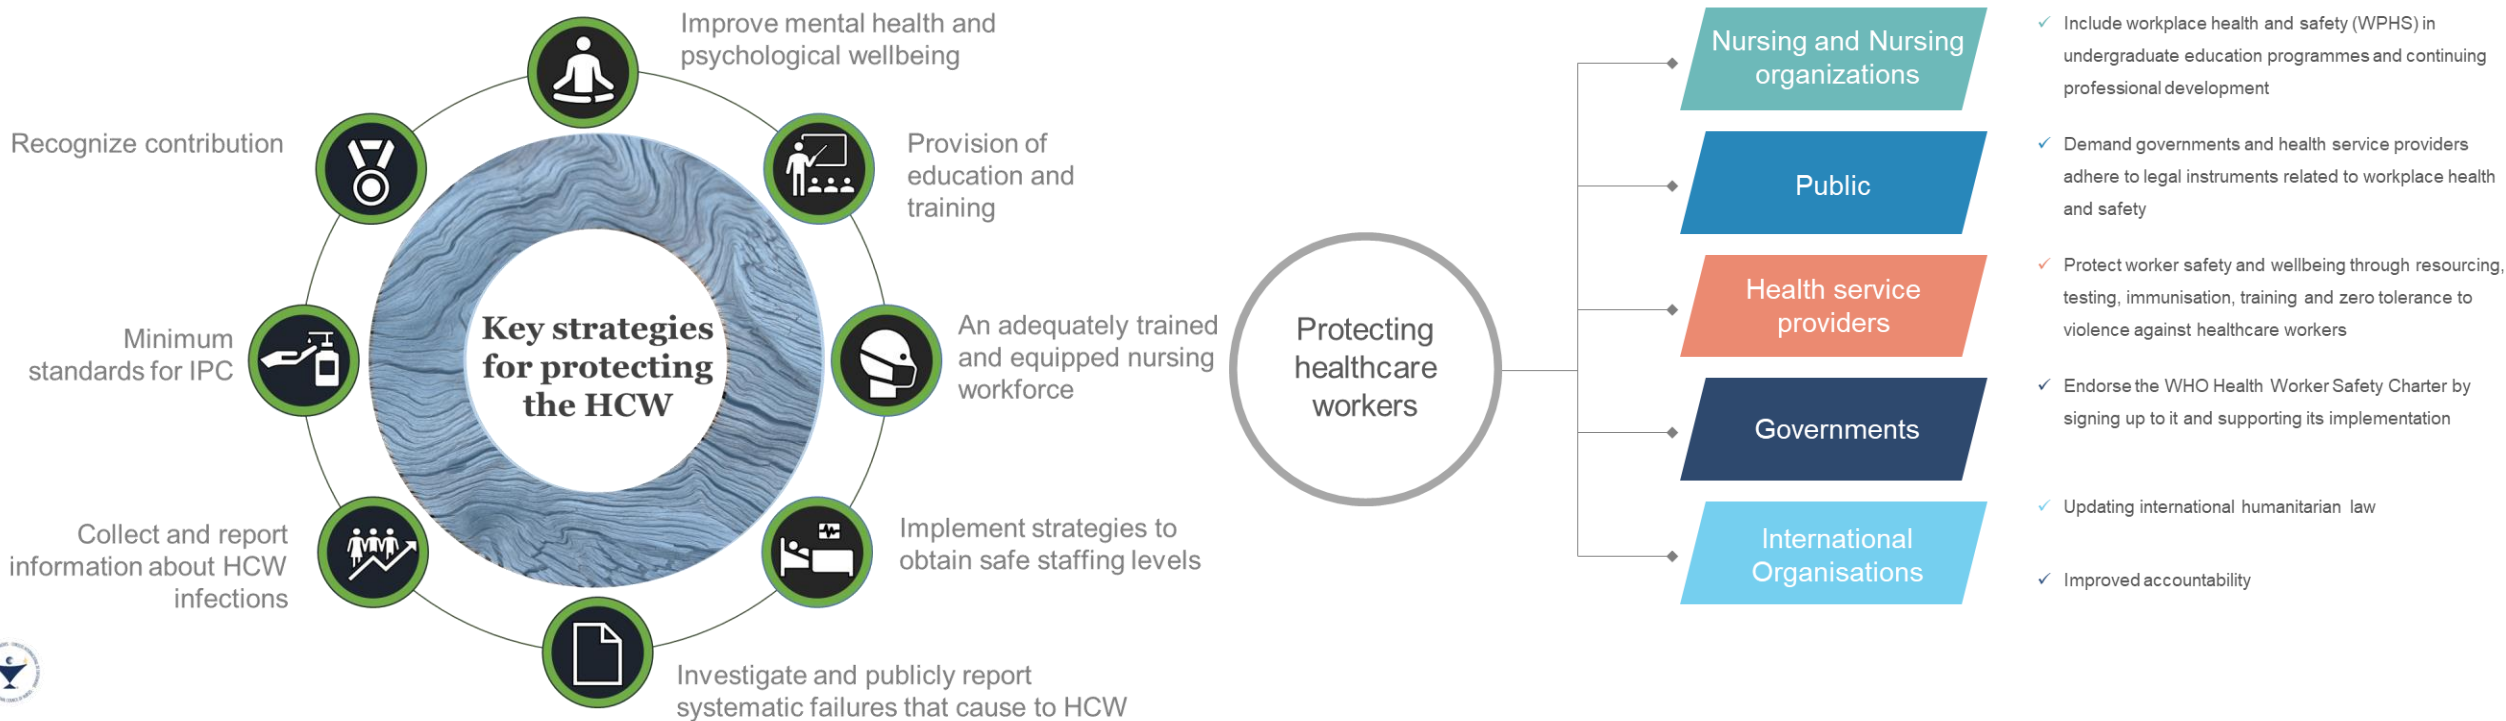 Improve mental health and
psychological wellbeing
Provision of
education and
training
An adequately trained
and equipped nursing
workforce
Implement strategies to
obtain safe staffing levels
Investigate and publicly report
systematic failures that cause to HCW
Collect and report
information about HCW
infections
Minimum
standards for IPC
Recognize contribution
Key strategies
for protecting
the HCW
Protecting
healthcare
workers
Nursing and Nursing
organizations
✓ Include workplace health and safety (WPHS) in
undergraduate education programmes and continuing
professional development
Public
✓ Demand governments and health service providers
adhere to legal instruments related to workplace health
and safety
Health service
providers
✓ Protect worker safety and wellbeing through resourcing,
testing, immunisation, training and zero tolerance to
violence against healthcare workers
Governments
✓ Endorse the WHO Health Worker Safety Charter by
signing up to it and supporting its implementation
International
Organisations
✓ Updating international humanitarian law
✓ Improved accountability